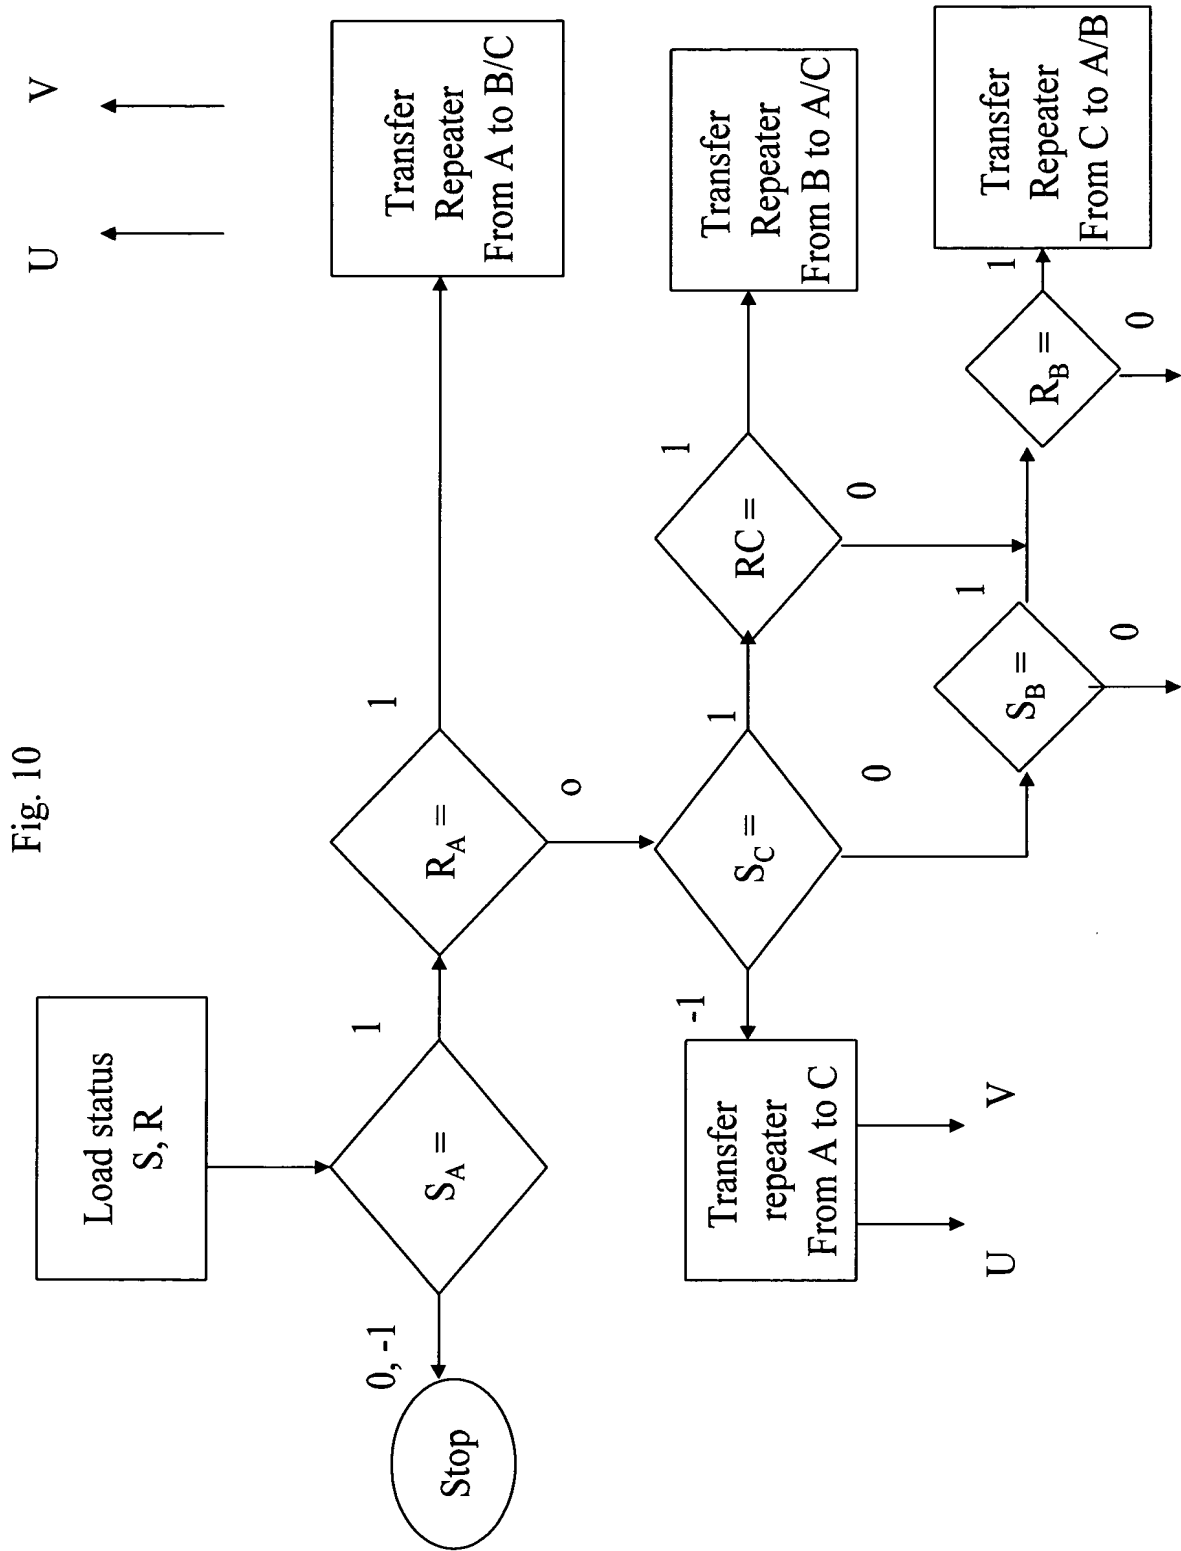 Fig. 10
U
V
Load status
S, R
0, -1
1
1
Stop
S_A =
R_A =
Transfer
Repeater
From A to B/C
o
-1
1
1
Transfer
repeater
From A to C
S_C =
RC =
Transfer
Repeater
From B to A/C
0
0
U
V
1
1
S_B =
R_B =
Transfer
Repeater
From C to A/B
0
0